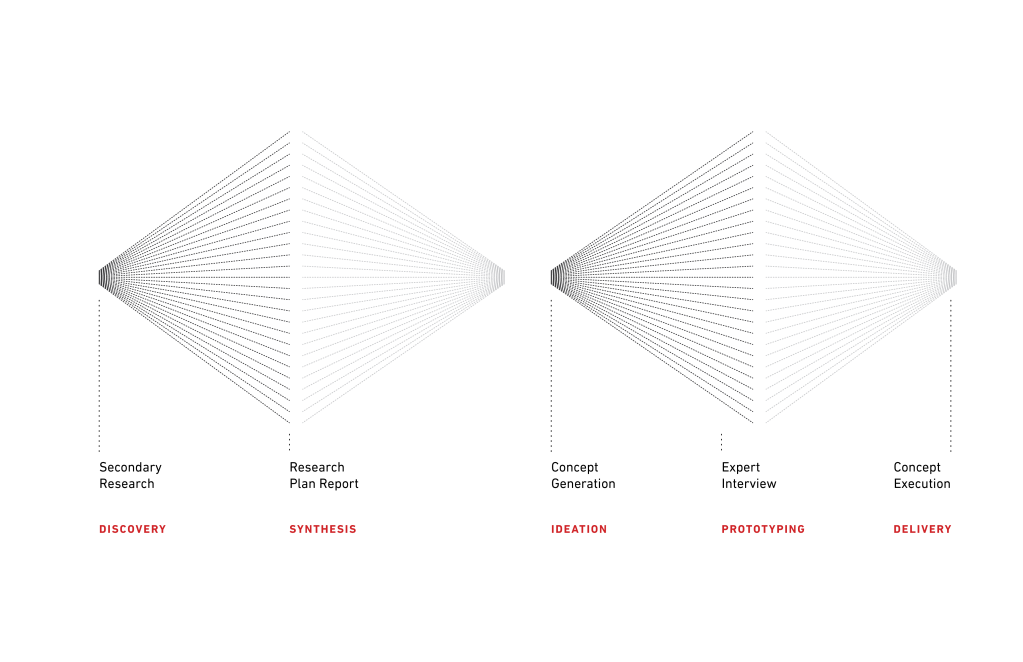 Secondary
Research
Research
Plan Report
Concept
Generation
Expert
Interview
Concept
Execution
DISCOVERY
SYNTHESIS
IDEATION
PROTOTYPING
DELIVERY